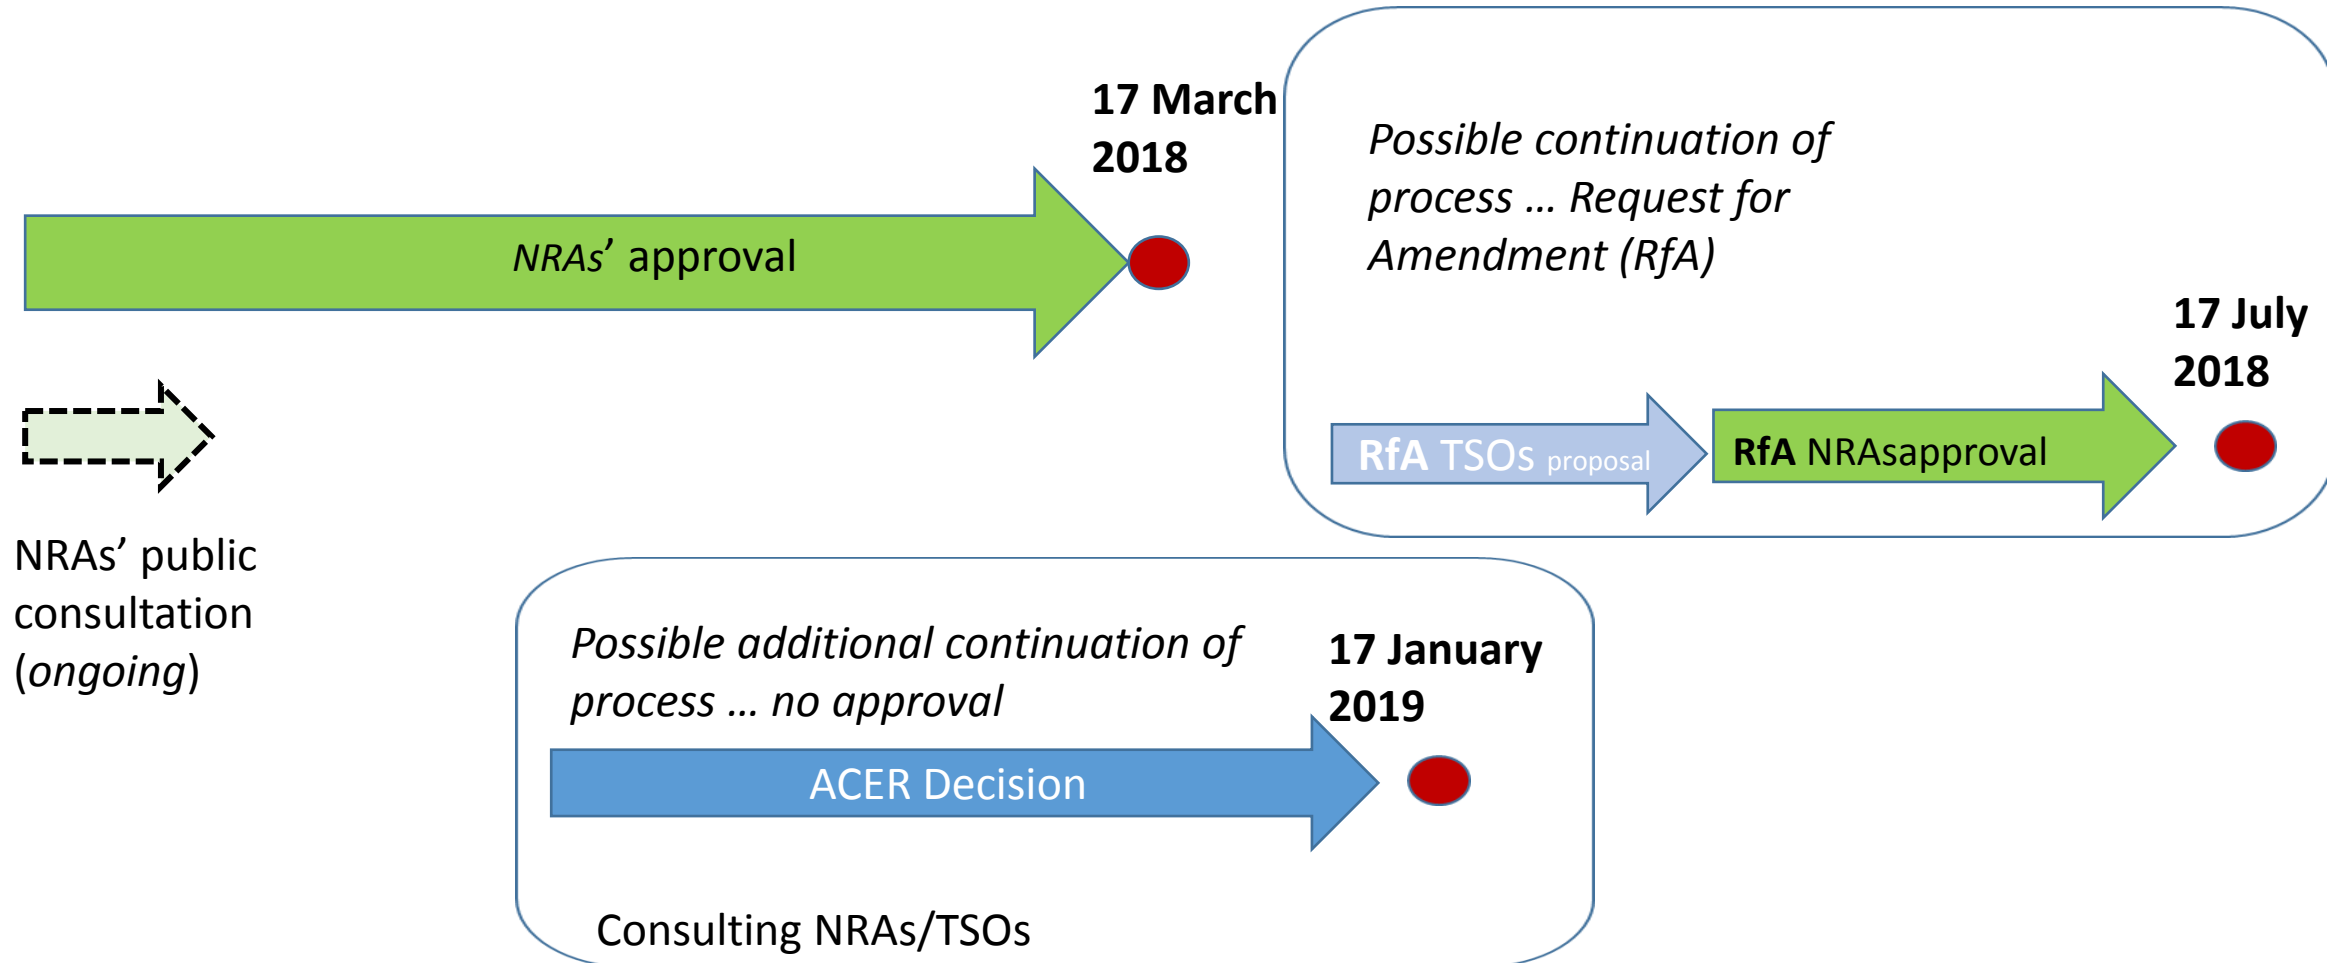 17 March
2018
NRAs’ approval
Possible continuation of
process … Request for
Amendment (RfA)
17 July
2018
RfA TSOs proposal
RfA NRAsapproval
NRAs’ public
consultation
(ongoing)
Possible additional continuation of
process … no approval
17 January
2019
ACER Decision
Consulting NRAs/TSOs